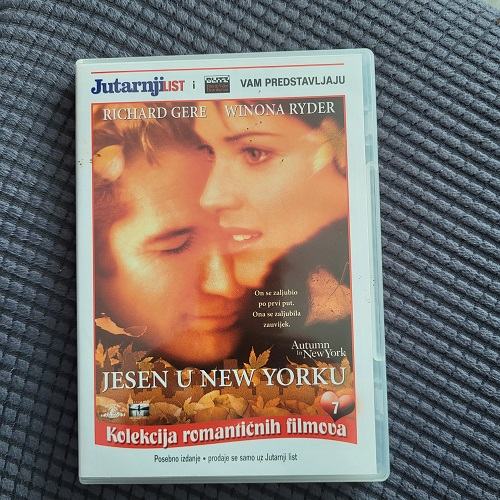 Jutarnji LIST i VAM PREDSTAVLJAJU
RICHARD GERE WINONA RYDER
On se zaljubio
po prvi put.
Ona se zaljubila
zauvijek.
Autumn
in New York
JESEN U NEW YORKU
7
Kolekcija romantičnih filmova
Posebno izdanje • prodaje se samo uz Jutarnji list